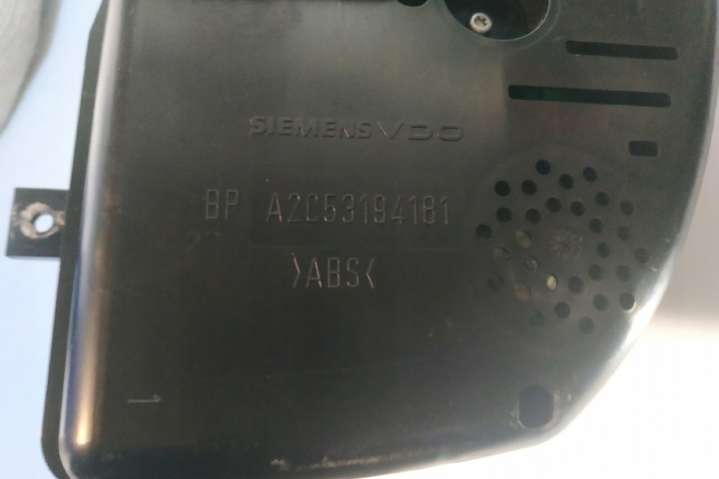 SIEMENS VDO
BP A2C53194181
>ABS<